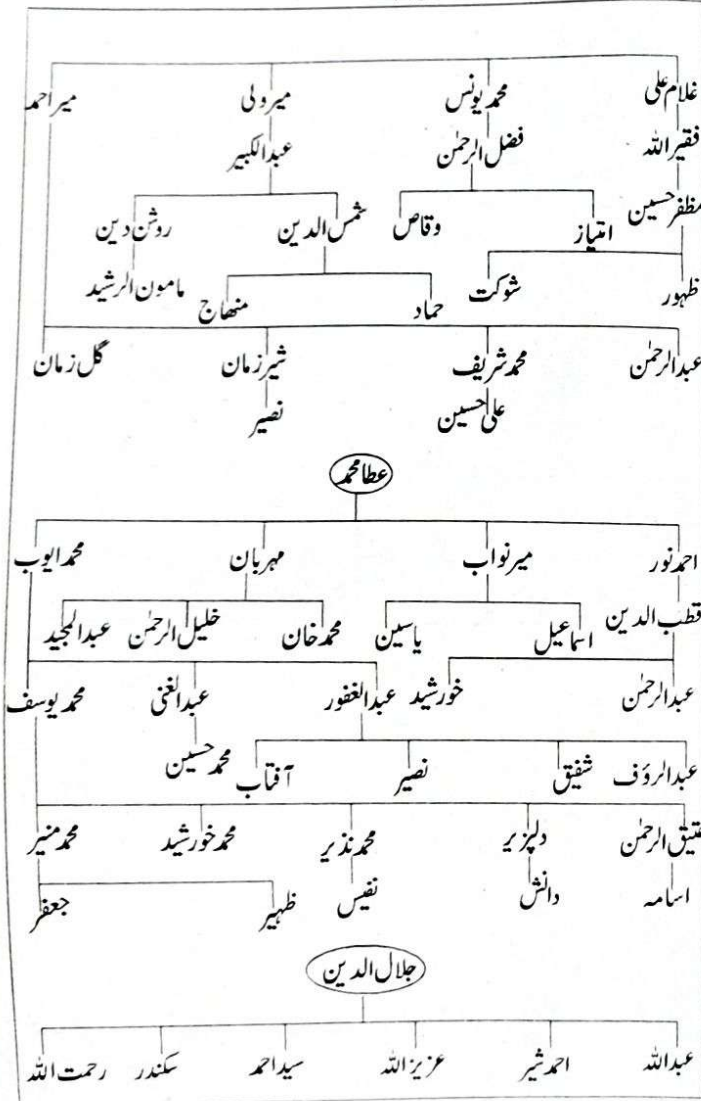 غلام علی محمد یونس میر ولی میر احمد
فقیر اللہ فضل الرحمٰن عبدالکبیر
مظفر حسین امتیاز وقاص شمس الدین روشن دین
ظہور شوکت حماد منھاج مامون الرشید
عبدالرحمٰن محمد شریف شیر زمان گل زمان
علی حسین نصیر
عطا محمد
احمد نور میر نواب مہربان محمد ایوب
قطب الدین اسماعیل یاسین محمد خان خلیل الرحمٰن عبدالمجید
عبدالرحمٰن خورشید عبدالغفور عبدالغنی محمد یوسف
عبدالرؤف شفیق نصیر آفتاب محمد حسین
عتیق الرحمٰن دلپزیر محمد نذیر محمد خورشید محمد منیر
اسامہ دانش نفیس ظہیر جعفر
جلال الدین
عبداللہ احمد شیر عزیز اللہ سید احمد سکندر رحمت اللہ